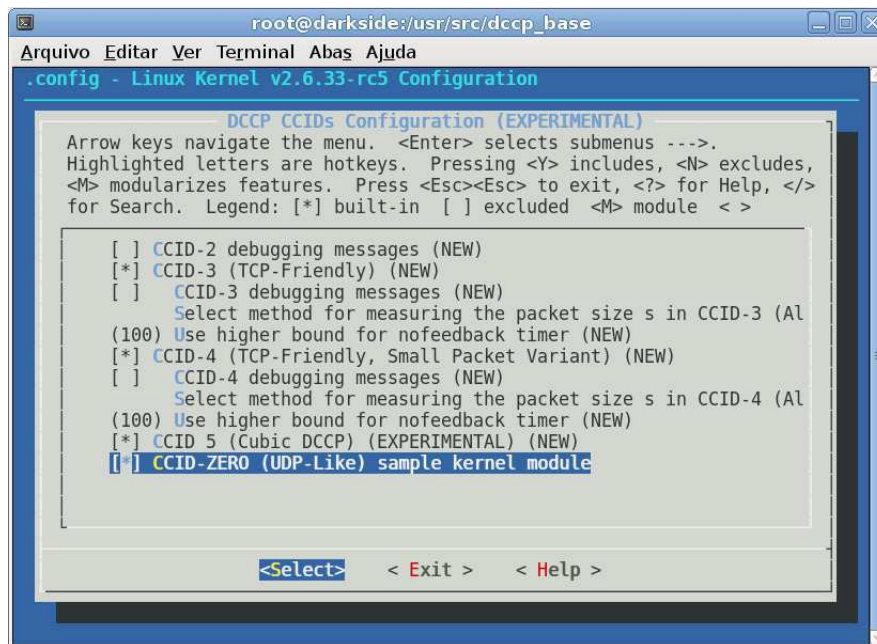 root@darkside:/usr/src/dccp_base
Arquivo Editar Ver Terminal Abas Ajuda
.config - Linux Kernel v2.6.33-rc5 Configuration
DCCP CCIDs Configuration (EXPERIMENTAL)
Arrow keys navigate the menu. <Enter> selects submenus --->.
Highlighted letters are hotkeys. Pressing <Y> includes, <N> excludes,
<M> modularizes features. Press <Esc><Esc> to exit, <?> for Help, </>
for Search. Legend: [*] built-in [ ] excluded <M> module < >
[ ] CCID-2 debugging messages (NEW)
[*] CCID-3 (TCP-Friendly) (NEW)
[ ] CCID-3 debugging messages (NEW)
Select method for measuring the packet size s in CCID-3 (Al
(100) Use higher bound for nofeedback timer (NEW)
[*] CCID-4 (TCP-Friendly, Small Packet Variant) (NEW)
[ ] CCID-4 debugging messages (NEW)
Select method for measuring the packet size s in CCID-4 (Al
(100) Use higher bound for nofeedback timer (NEW)
[*] CCID 5 (Cubic DCCP) (EXPERIMENTAL) (NEW)
[*] CCID-ZERO (UDP-Like) sample kernel module
<Select> < Exit > < Help >